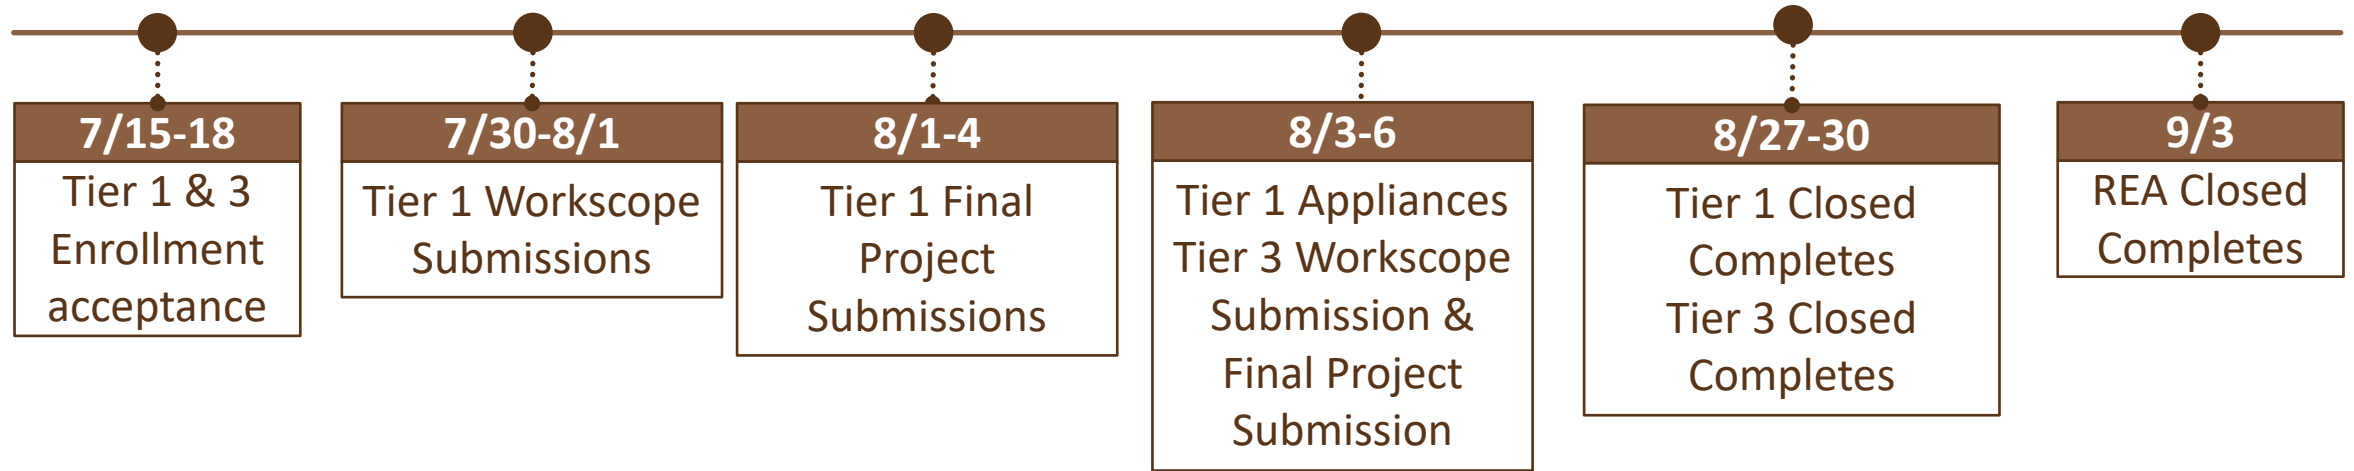 7/15-18
Tier 1 & 3
Enrollment
acceptance
7/30-8/1
Tier 1 Workscope
Submissions
8/1-4
Tier 1 Final
Project
Submissions
8/3-6
Tier 1 Appliances
Tier 3 Workscope
Submission &
Final Project
Submission
8/27-30
Tier 1 Closed
Completes
Tier 3 Closed
Completes
9/3
REA Closed
Completes